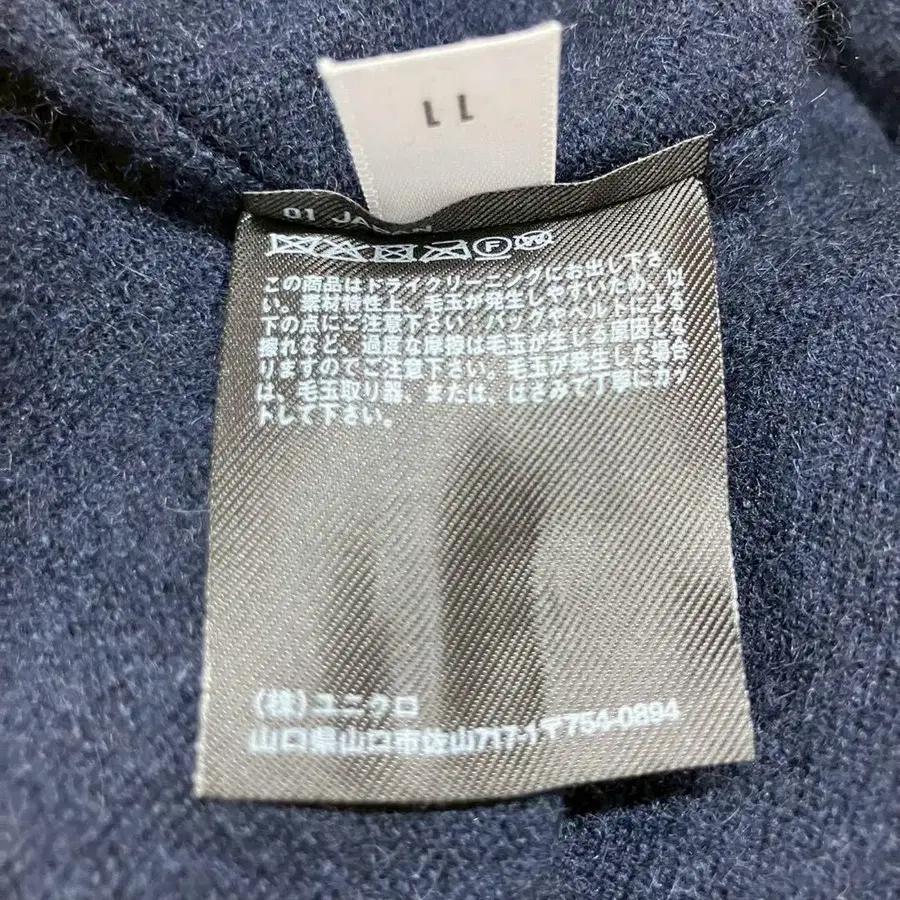 11
01 JAPAN
F W
この商品はドライクリーニングにお出し下さ
い。素材特性上、毛玉が発生しやすいため、以
下の点にご注意下さい。バッグやベルトによる
擦れなど、過度な摩擦は毛玉が生じる原因とな
りますのでご注意下さい。毛玉が発生した場合
は、毛玉取り器、または、はさみで丁寧にカッ
トして下さい。
(株)ユニクロ
山口県山口市佐山717-1〒754-0894